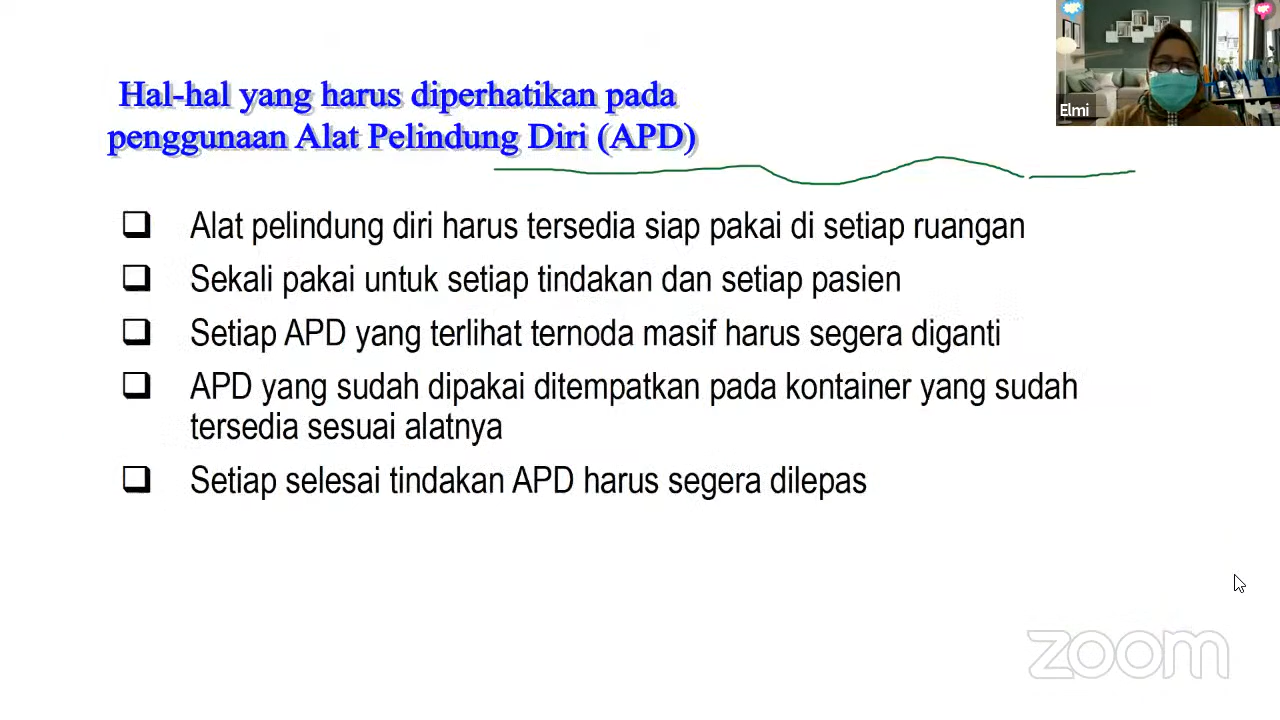 Hal-hal yang harus diperhatikan pada
penggunaan Alat Pelindung Diri (APD)
Elmi
Alat pelindung diri harus tersedia siap pakai di setiap ruangan
Sekali pakai untuk setiap tindakan dan setiap pasien
Setiap APD yang terlihat ternoda masif harus segera diganti
APD yang sudah dipakai ditempatkan pada kontainer yang sudah
tersedia sesuai alatnya
Setiap selesai tindakan APD harus segera dilepas
zoom